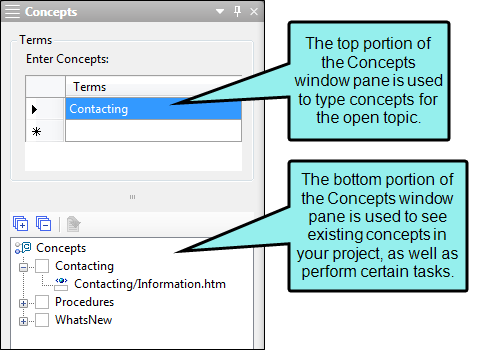 Concepts
Terms
Enter Concepts:
Terms
Contacting
The top portion of
the Concepts
window pane is used
to type concepts for
the open topic.
The bottom portion of
the Concepts window
pane is used to see
existing concepts in
your project, as well as
perform certain tasks.
Concepts
Contacting
Contacting/Information.htm
Procedures
WhatsNew